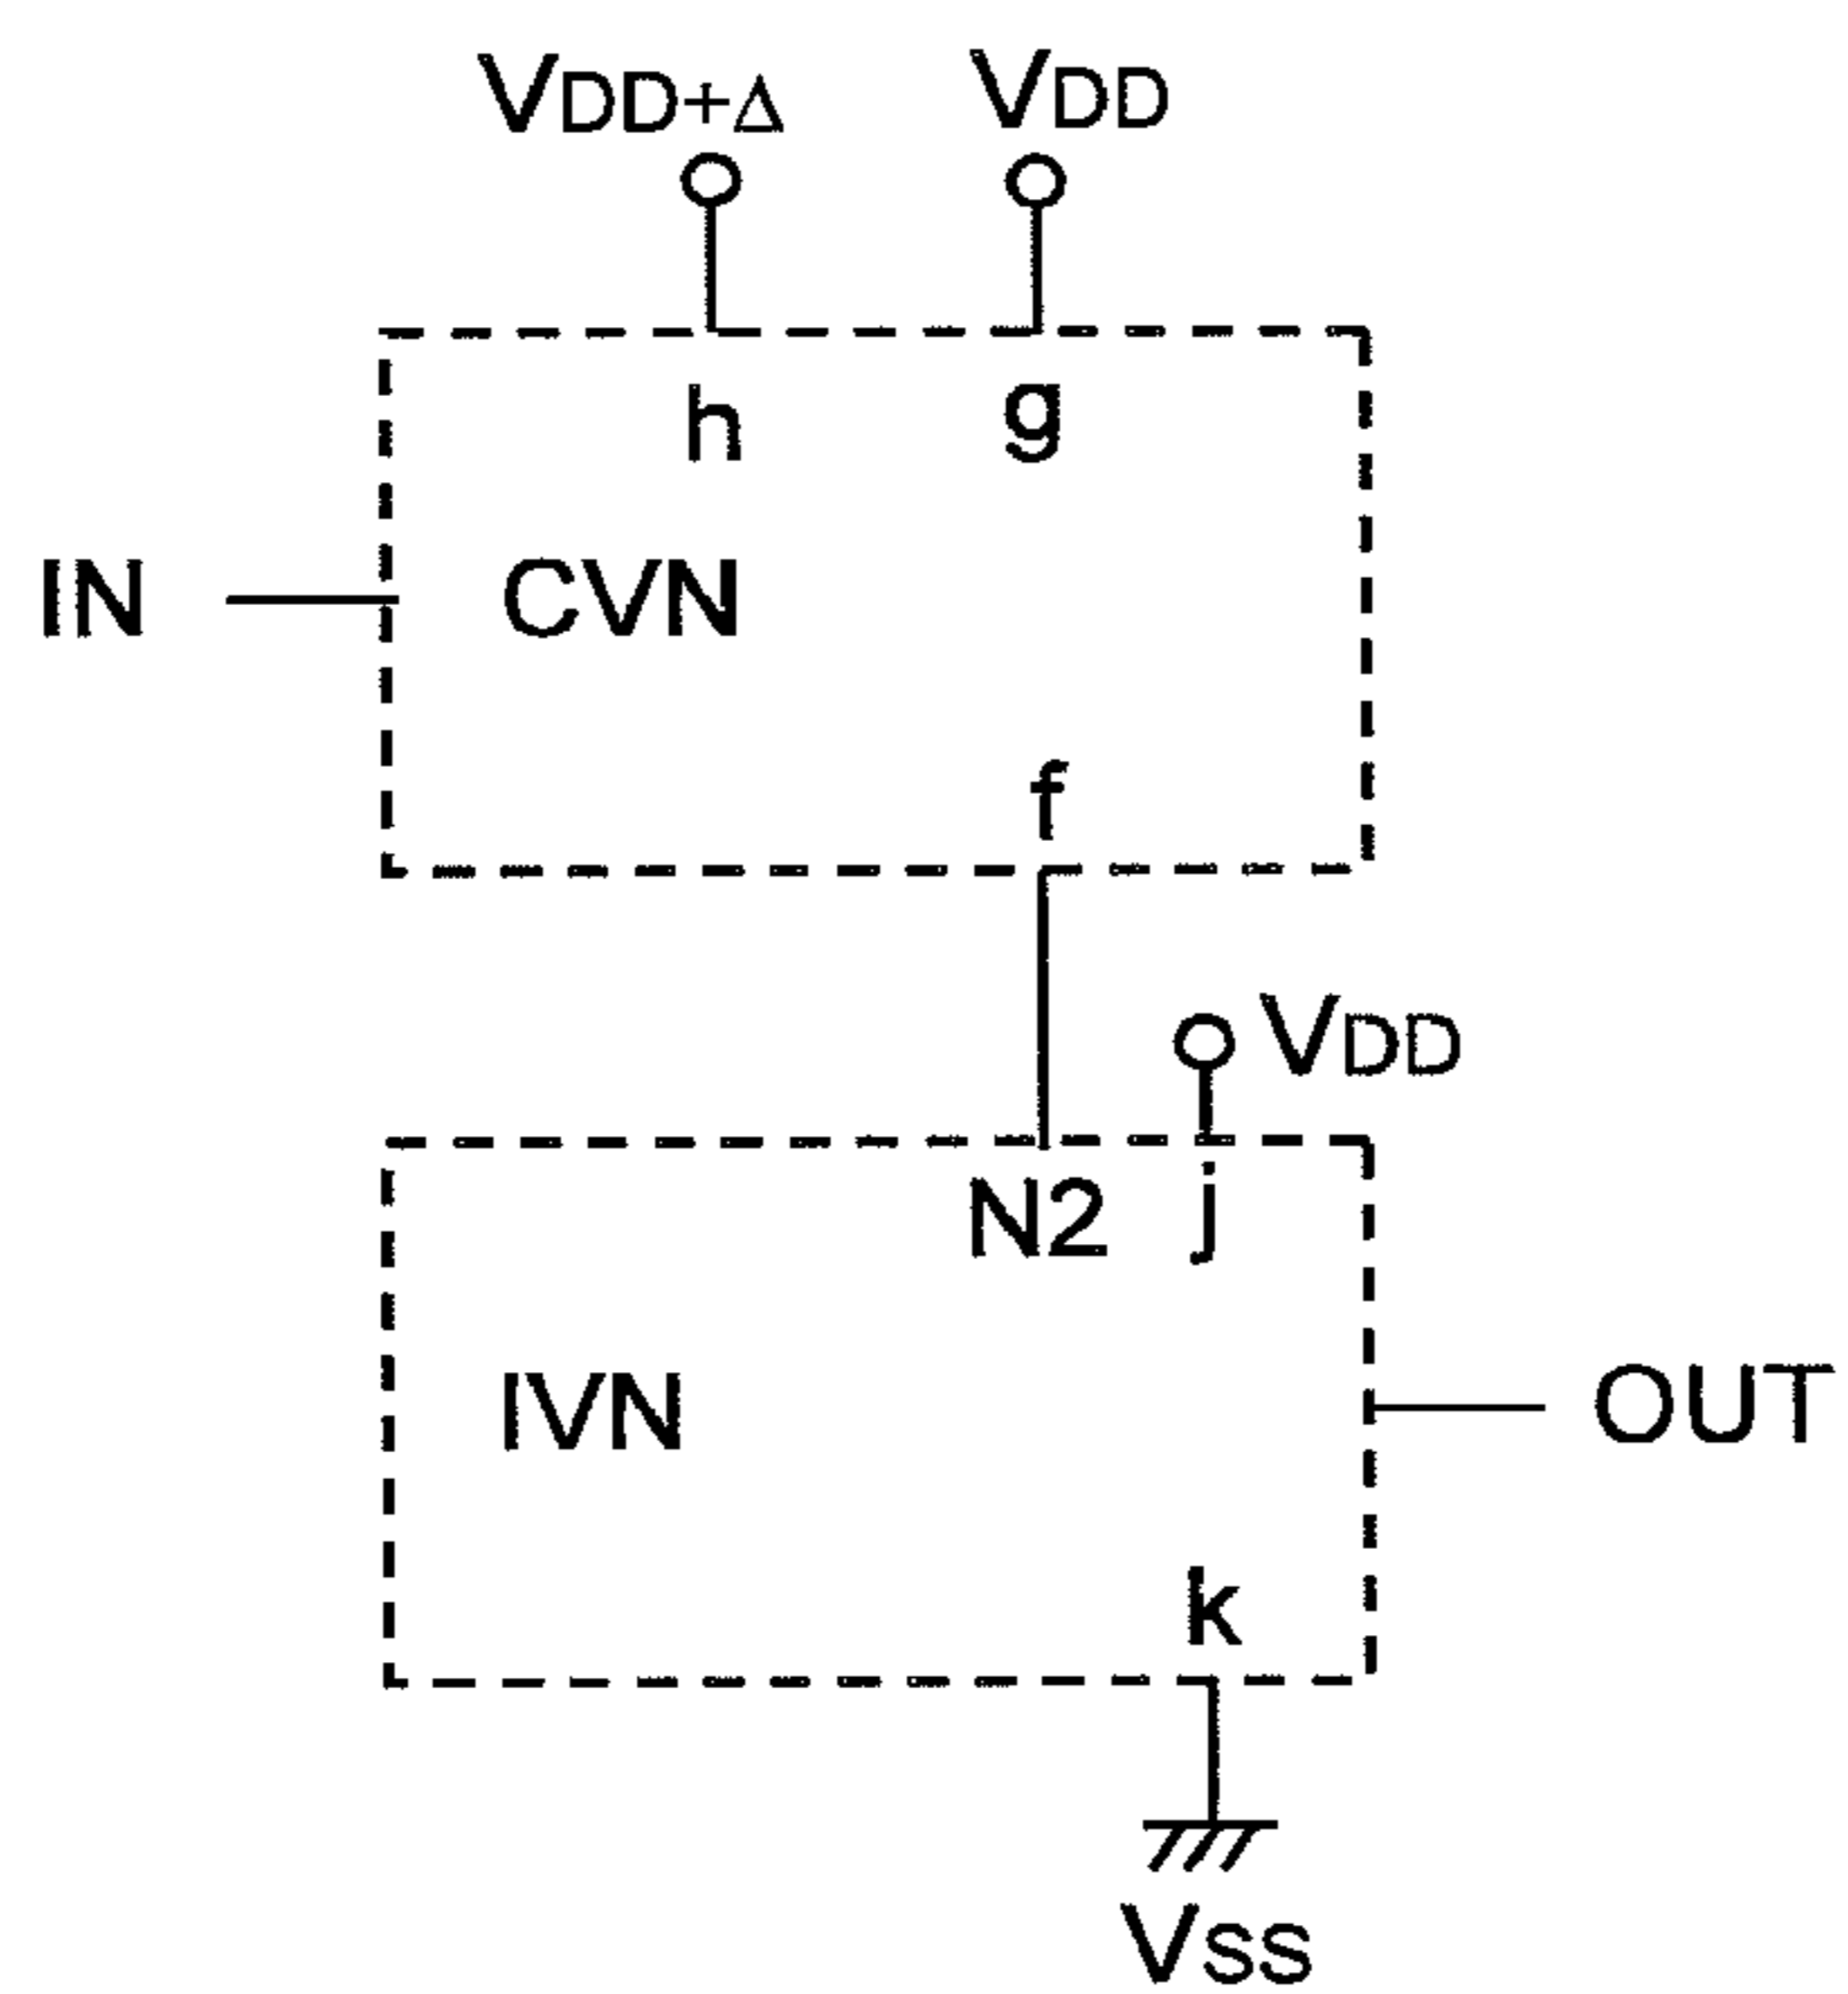 VDD+Δ VDD
h g
IN CVN
f
VDD
N2 j
IVN OUT
k
VSS